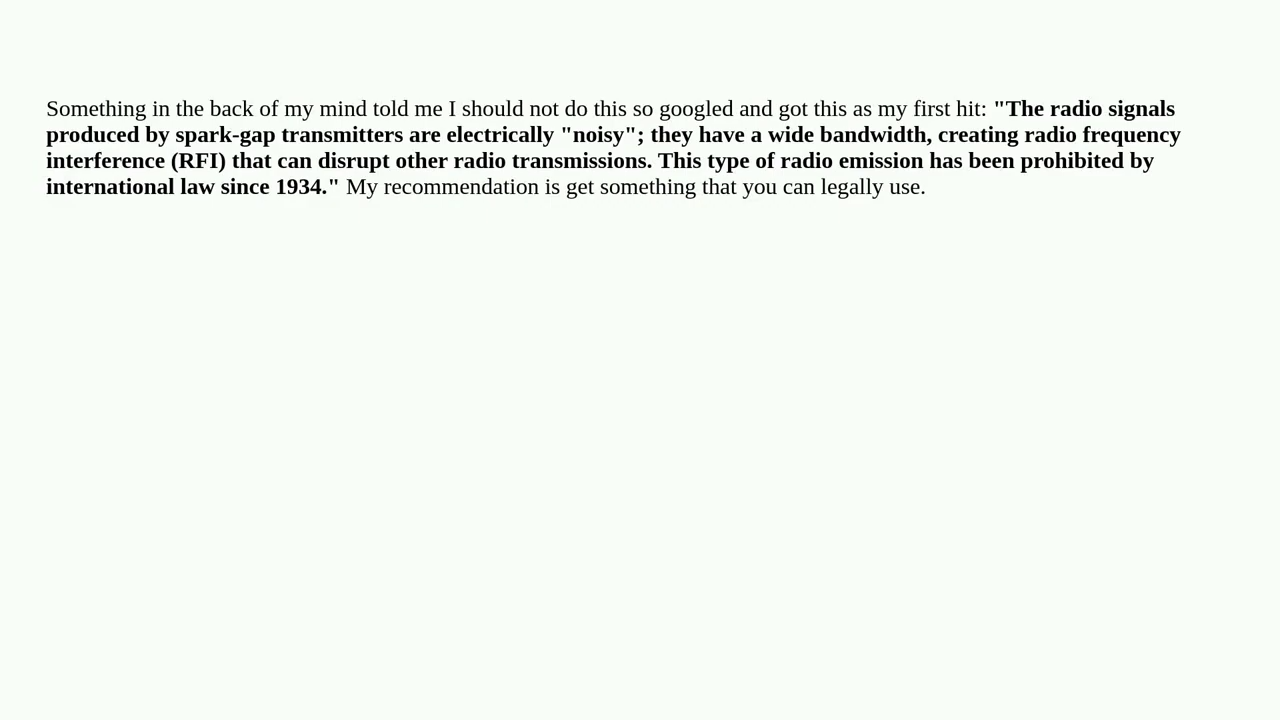 Something in the back of my mind told me I should not do this so googled and got this as my first hit: "The radio signals
produced by spark-gap transmitters are electrically "noisy"; they have a wide bandwidth, creating radio frequency
interference (RFI) that can disrupt other radio transmissions. This type of radio emission has been prohibited by
international law since 1934." My recommendation is get something that you can legally use.